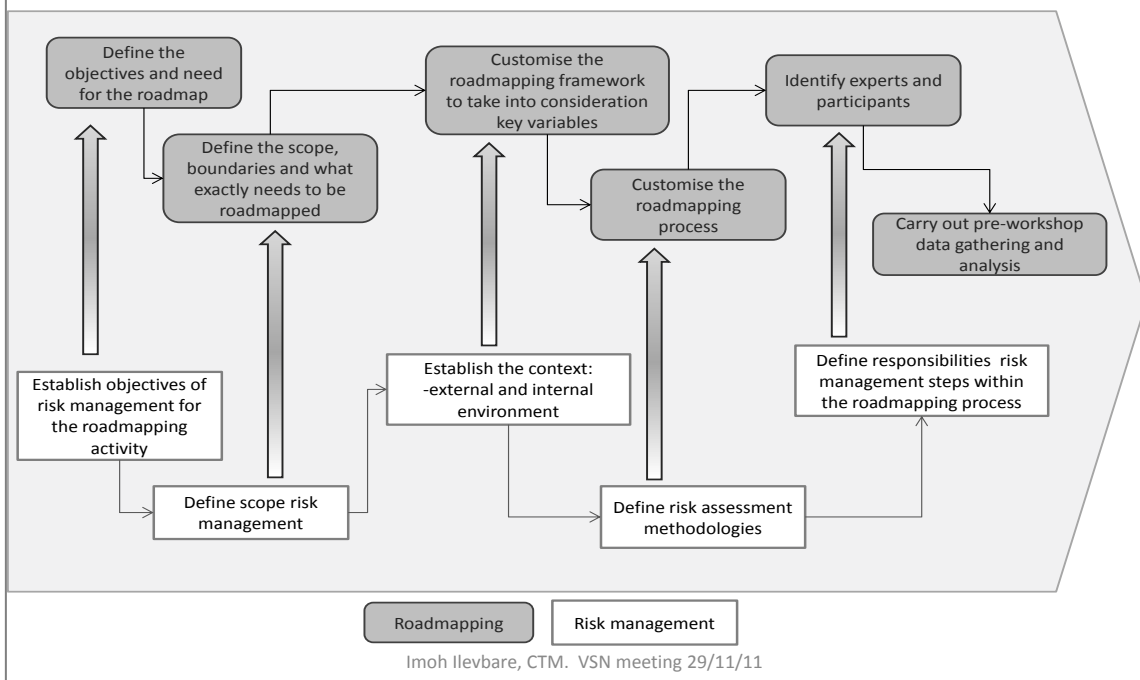 Define the
objectives and need
for the roadmap
Define the scope,
boundaries and what
exactly needs to be
roadmapped
Customise the
roadmapping framework
to take into consideration
key variables
Customise the
roadmapping
process
Identify experts and
participants
Carry out pre-workshop
data gathering and
analysis
Establish objectives of
risk management for
the roadmapping
activity
Define scope risk
management
Establish the context:
-external and internal
environment
Define risk assessment
methodologies
Define responsibilities risk
management steps within
the roadmapping process
Roadmapping
Risk management
Imoh Ilevbare, CTM. VSN meeting 29/11/11